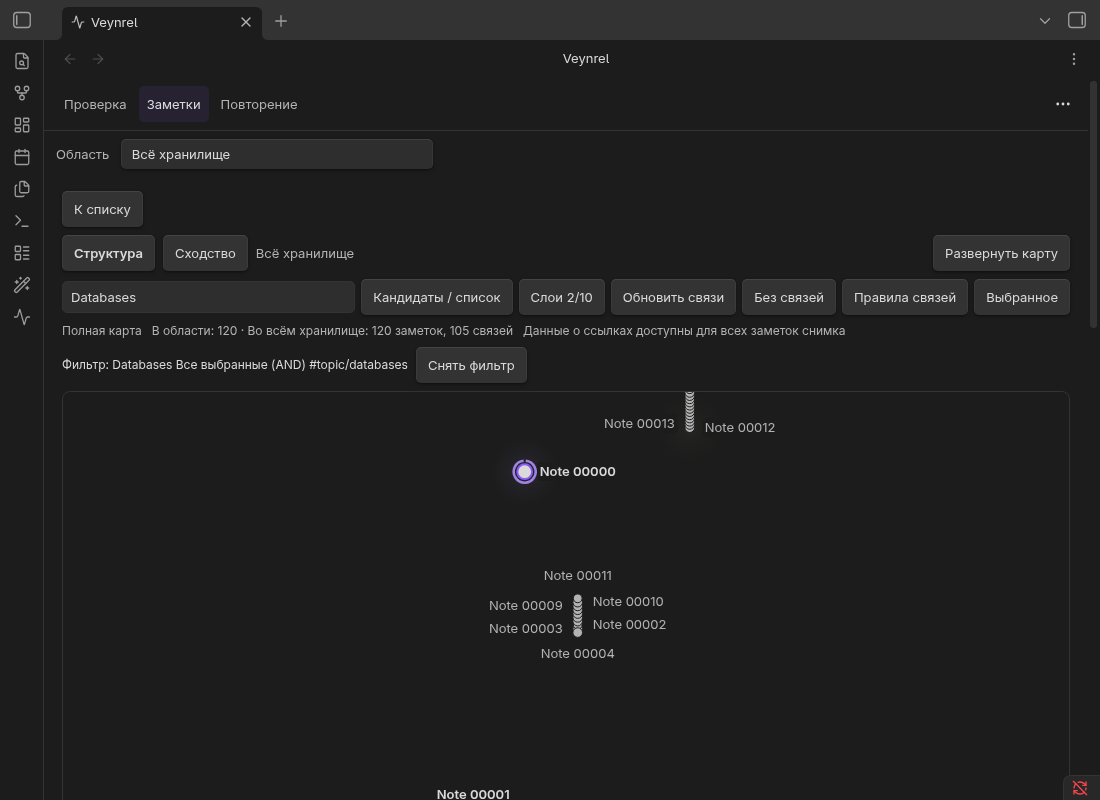 Veynrel
Veynrel
Проверка Заметки Повторение
Область Всё хранилище
К списку
Структура Сходство Всё хранилище Развернуть карту
Databases Кандидаты / список Слои 2/10 Обновить связи Без связей Правила связей Выбранное
Полная карта В области: 120 · Во всём хранилище: 120 заметок, 105 связей Данные о ссылках доступны для всех заметок снимка
Фильтр: Databases Все выбранные (AND) #topic/databases Снять фильтр
Note 00013 Note 00012
Note 00000
Note 00011
Note 00009 Note 00010
Note 00003 Note 00002
Note 00004
Note 00001